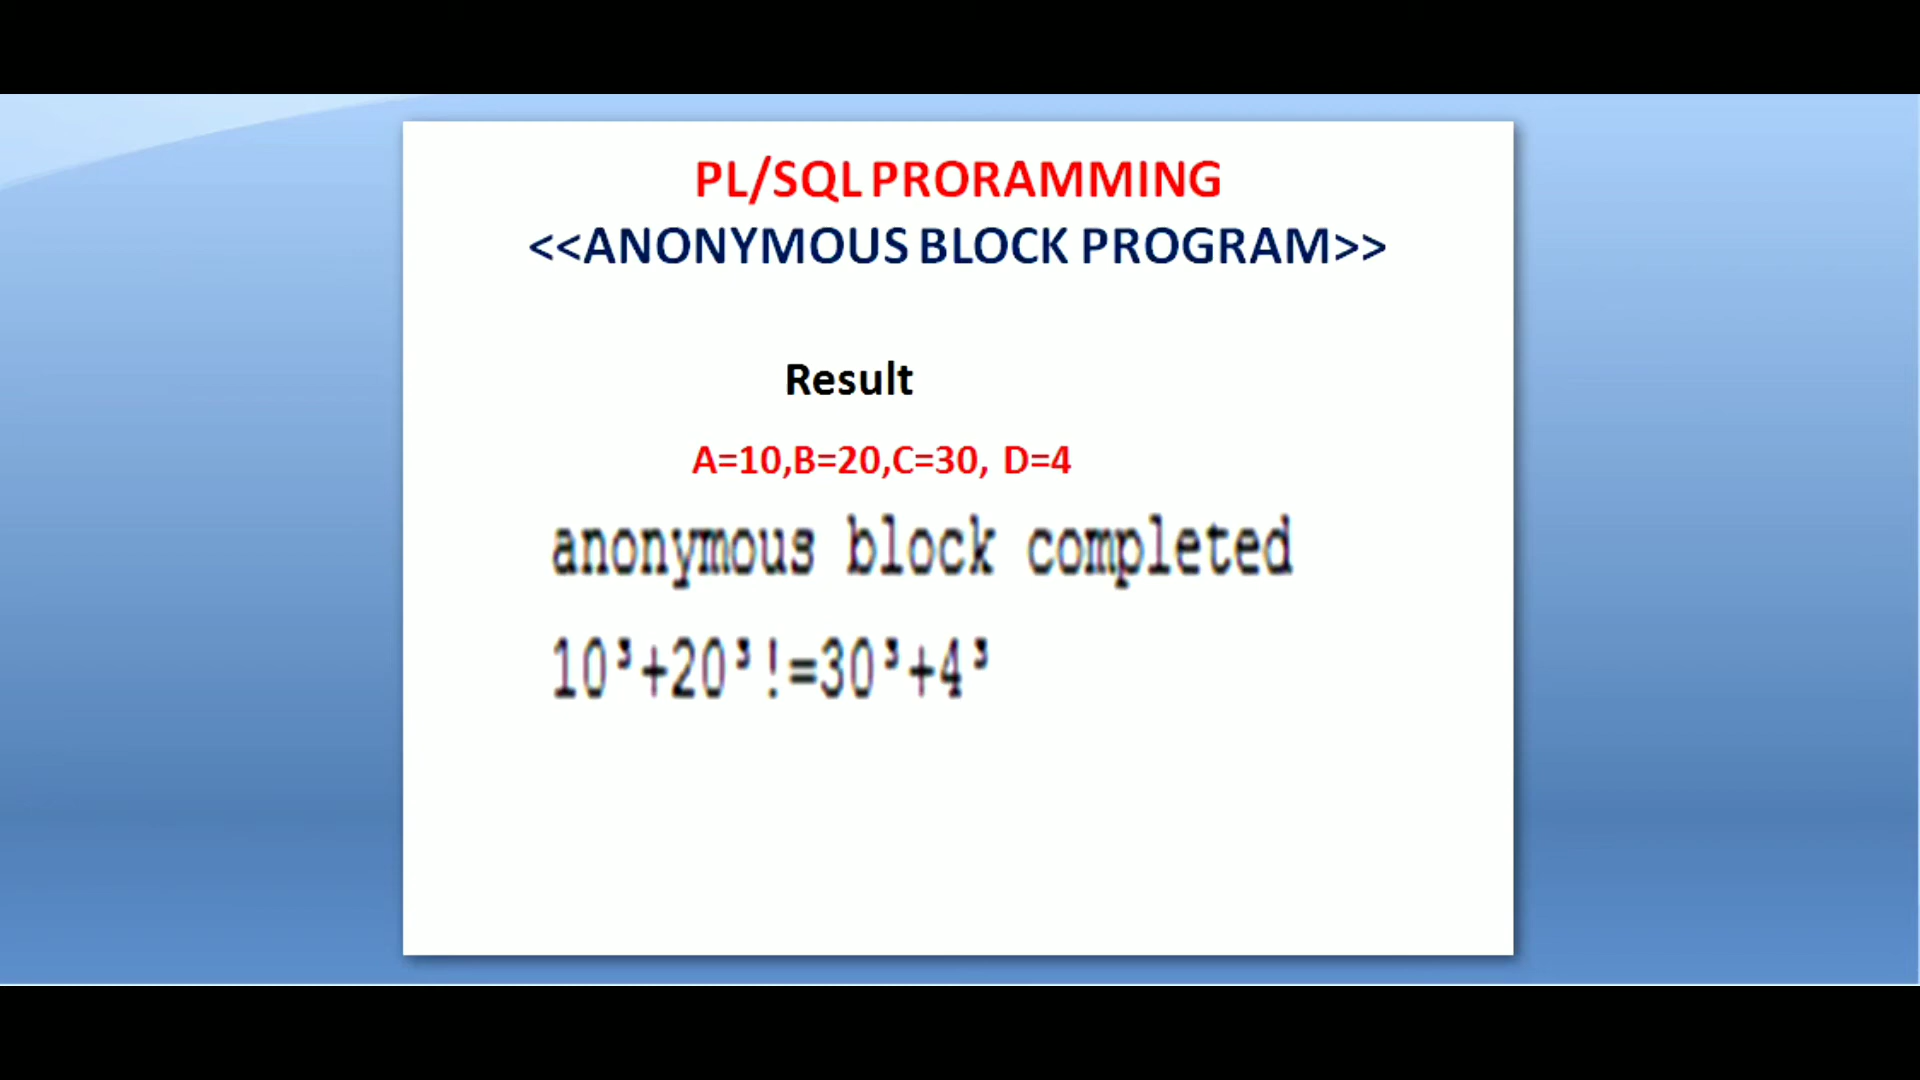 PL/SQL PRORAMMING
<<ANONYMOUS BLOCK PROGRAM>>
Result
A=10,B=20,C=30, D=4
anonymous block completed
10³+20³!=30³+4³